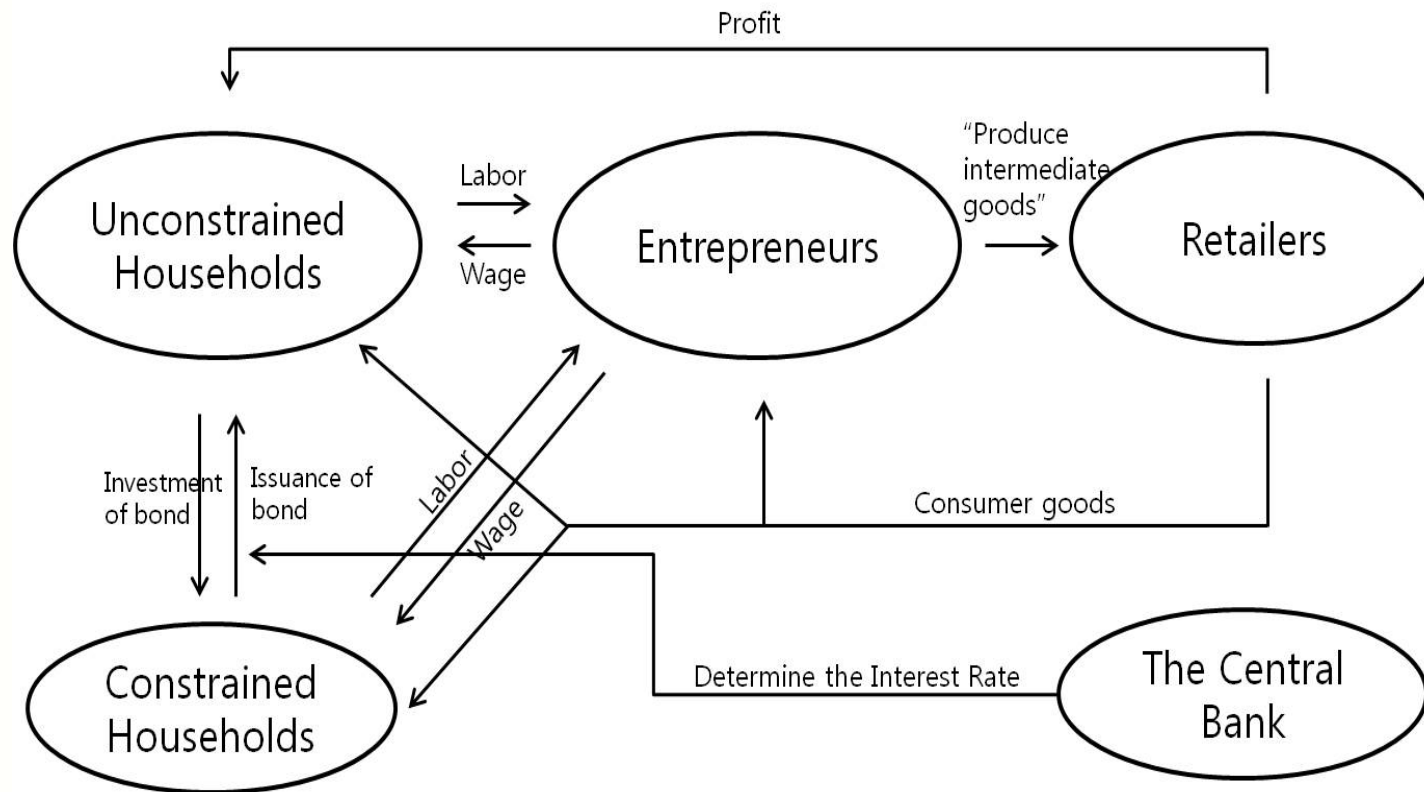 Profit
"Produce
intermediate
goods"
Labor
Wage
Unconstrained
Households
Entrepreneurs
Retailers
Investment
of bond
Issuance of
bond
Labor
Wage
Consumer goods
Determine the Interest Rate
Constrained
Households
The Central
Bank